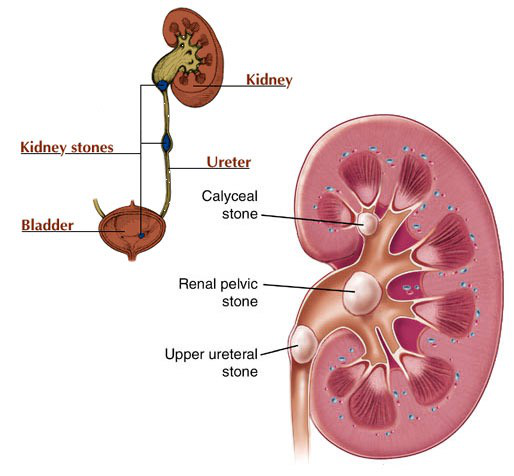 Kidney
Kidney stones
Ureter
Bladder
Calyceal
stone
Renal pelvic
stone
Upper ureteral
stone